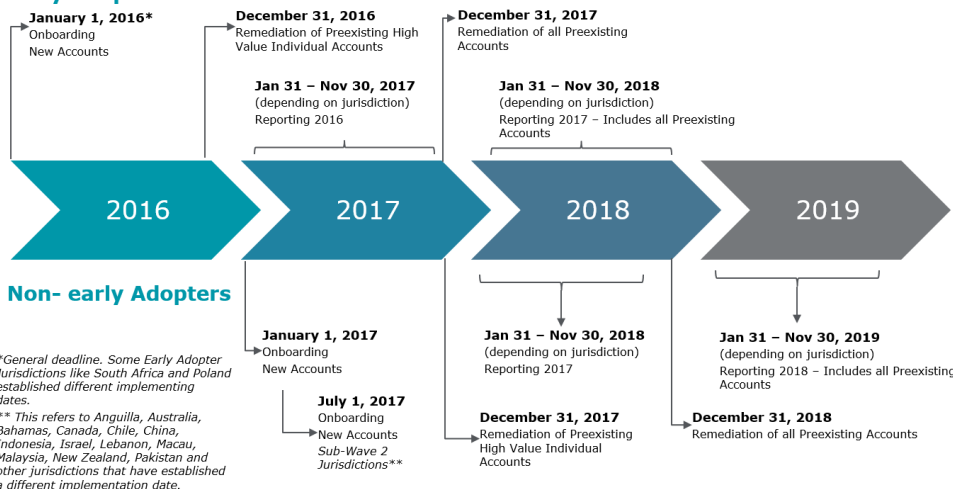 January 1, 2016*
Onboarding
New Accounts
December 31, 2016
Remediation of Preexisting High
Value Individual Accounts
December 31, 2017
Remediation of all Preexisting
Accounts
Jan 31 – Nov 30, 2017
(depending on jurisdiction)
Reporting 2016
Jan 31 – Nov 30, 2018
(depending on jurisdiction)
Reporting 2017 – Includes all Preexisting
Accounts
2016
2017
2018
2019
Non- early Adopters
January 1, 2017
Onboarding
New Accounts
July 1, 2017
Onboarding
New Accounts
Sub-Wave 2
Jurisdictions**
Jan 31 – Nov 30, 2018
(depending on jurisdiction)
Reporting 2017
December 31, 2017
Remediation of Preexisting
High Value Individual
Accounts
Jan 31 – Nov 30, 2019
(depending on jurisdiction)
Reporting 2018 – Includes all Preexisting
Accounts
December 31, 2018
Remediation of all Preexisting Accounts
*General deadline. Some Early Adopter
Jurisdictions like South Africa and Poland
established different implementing
dates.
** This refers to Anguilla, Australia,
Bahamas, Canada, Chile, China,
Indonesia, Israel, Lebanon, Macau,
Malaysia, New Zealand, Pakistan and
other jurisdictions that have established
a different implementation date.